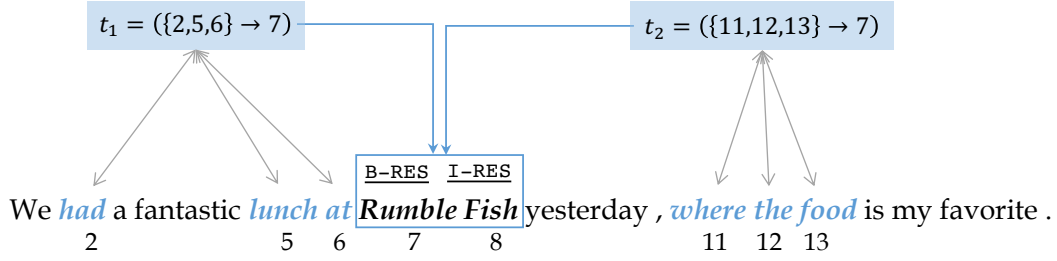 t₁ = ({2,5,6} → 7) t₂ = ({11,12,13} → 7)
B-RES I-RES
We had a fantastic lunch at Rumble Fish yesterday , where the food is my favorite .
2 5 6 7 8 11 12 13